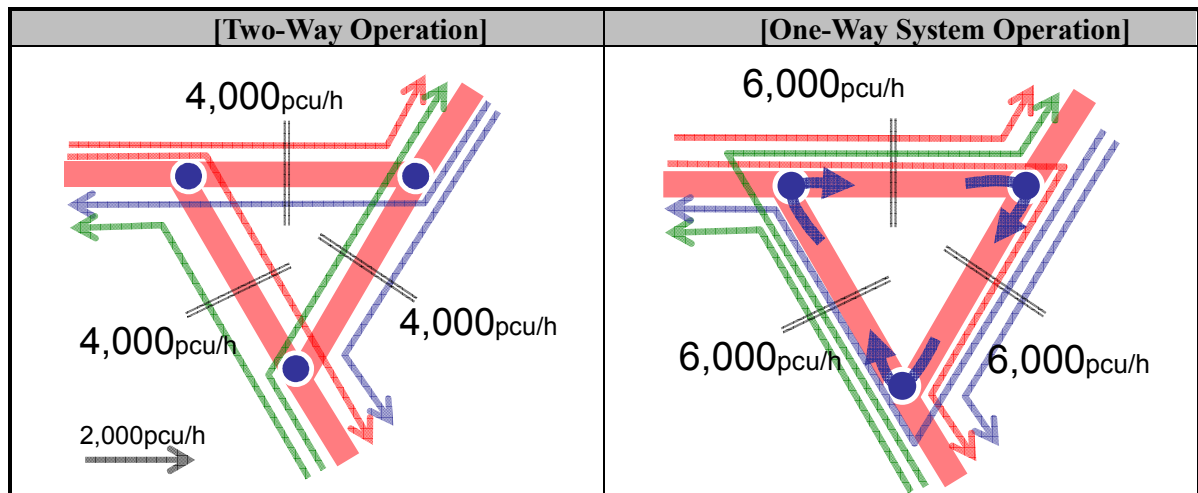 [Two-Way Operation]
4,000pcu/h
4,000pcu/h
4,000pcu/h
2,000pcu/h
[One-Way System Operation]
6,000pcu/h
6,000pcu/h
6,000pcu/h